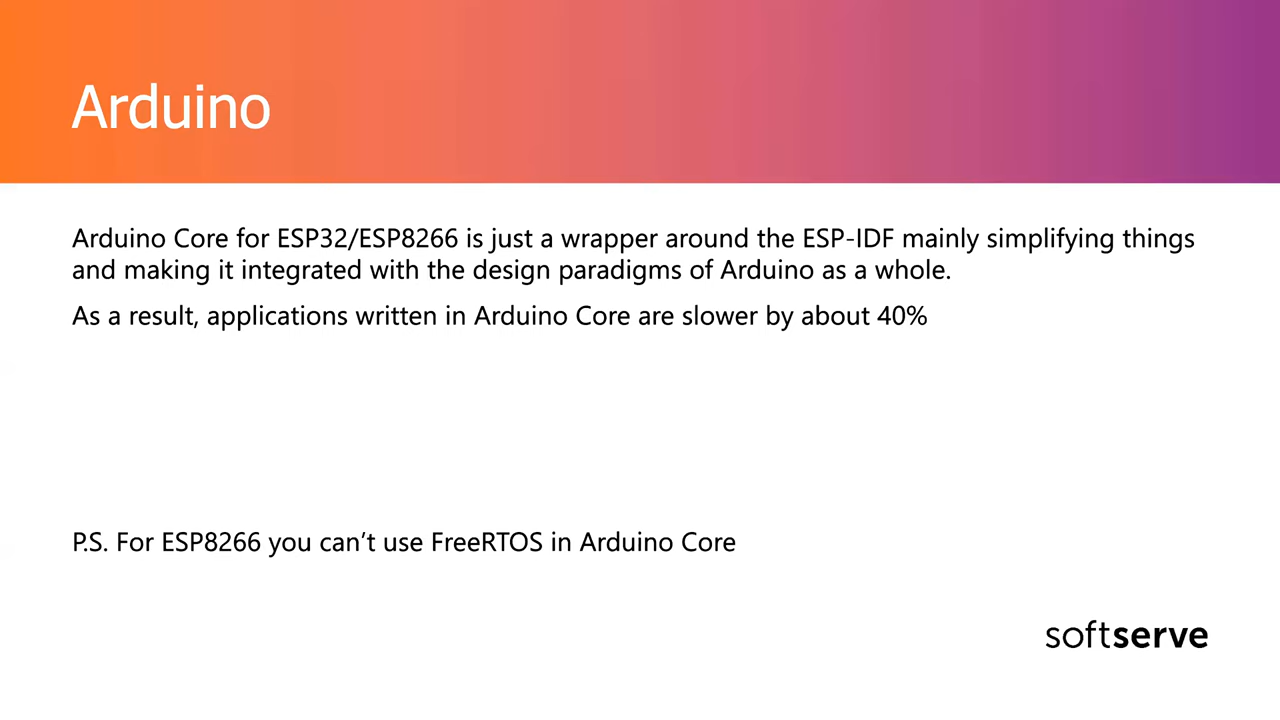 Arduino
Arduino Core for ESP32/ESP8266 is just a wrapper around the ESP-IDF mainly simplifying things
and making it integrated with the design paradigms of Arduino as a whole.
As a result, applications written in Arduino Core are slower by about 40%
P.S. For ESP8266 you can’t use FreeRTOS in Arduino Core
softserve